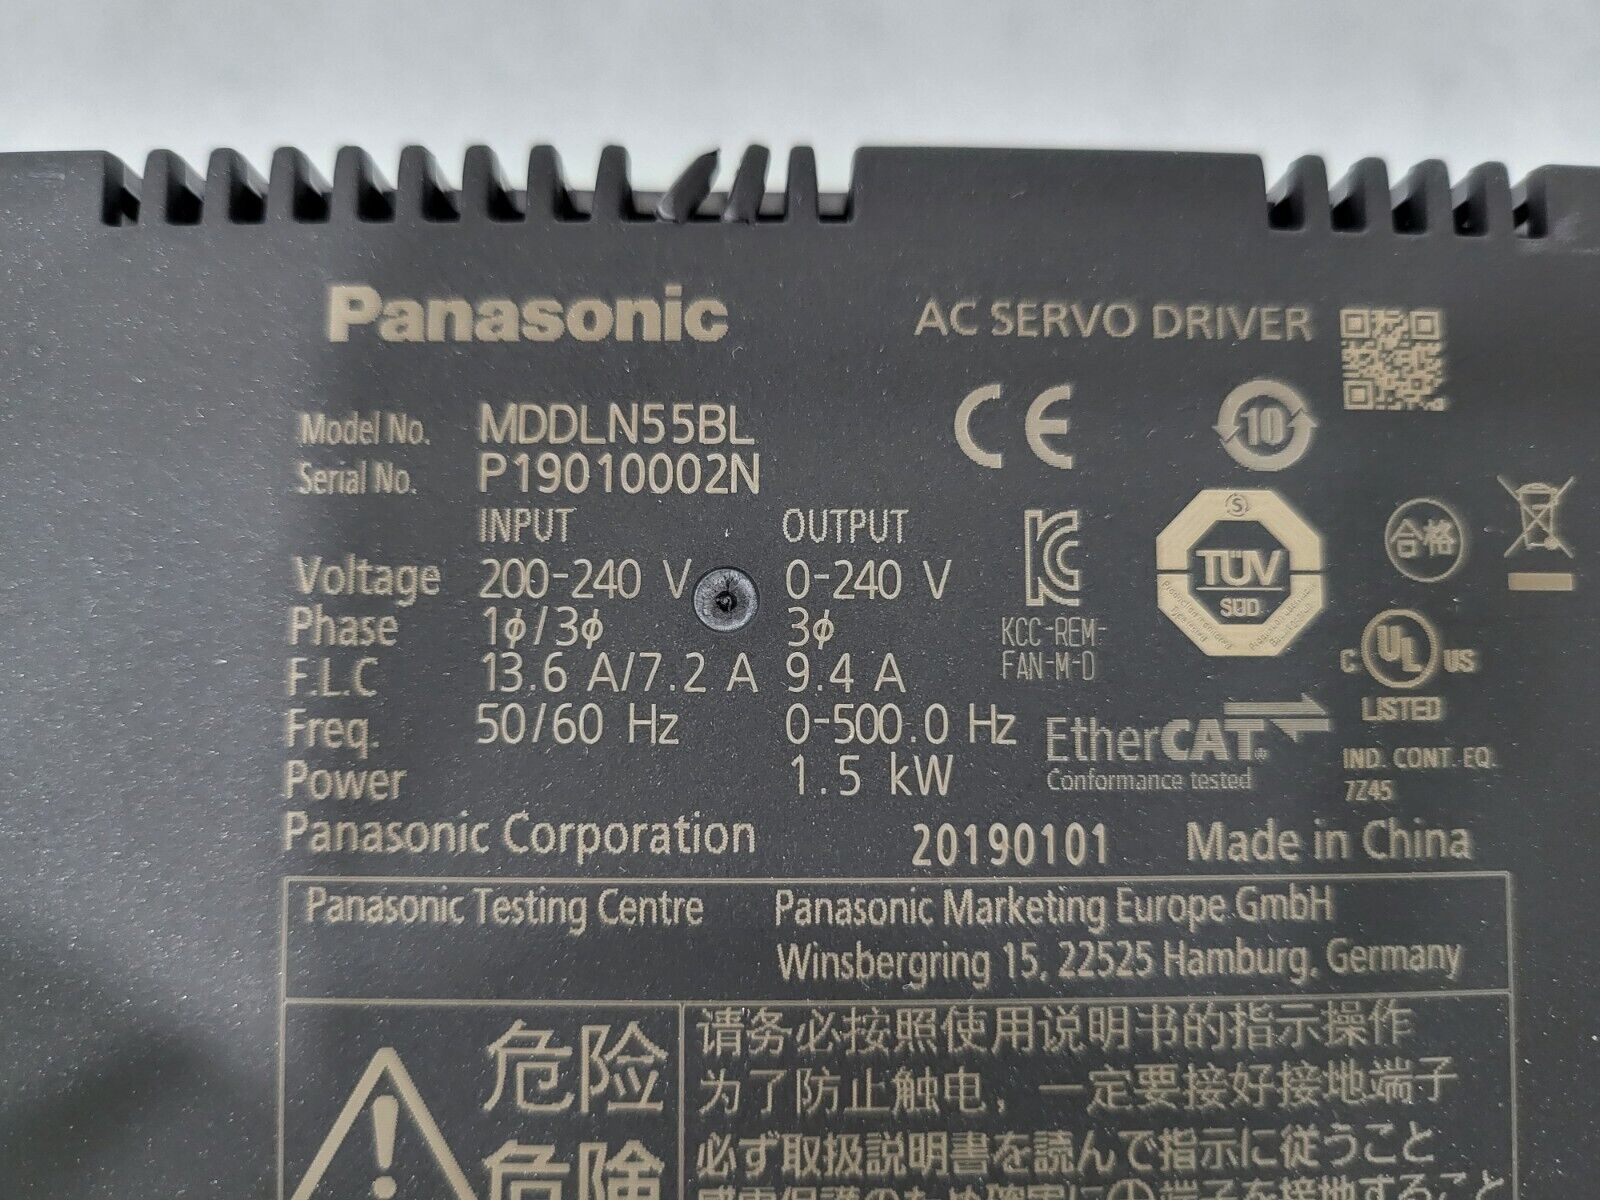 Panasonic AC SERVO DRIVER
Model No. MDDLN55BL
Serial No. P19010002N
10
INPUT OUTPUT
Voltage 200-240 V 0-240 V
Phase 1ϕ/3ϕ 3ϕ
F.L.C 13.6 A/7.2 A 9.4 A
Freq. 50/60 Hz 0-500.0 Hz
Power 1.5 kW
CE
KC
KCC-REM-
FAN-M-D
S
TÜV
SÜD
合格
C UL US
LISTED
IND. CONT. EQ.
7Z45
EtherCAT®
Conformance tested
Panasonic Corporation 20190101 Made in China
Panasonic Testing Centre Panasonic Marketing Europe GmbH
Winsbergring 15, 22525 Hamburg, Germany
危险
请务必按照使用说明书的指示操作
为了防止触电，一定要接好接地端子
危険
必ず取扱説明書を読んで指示に従うこと